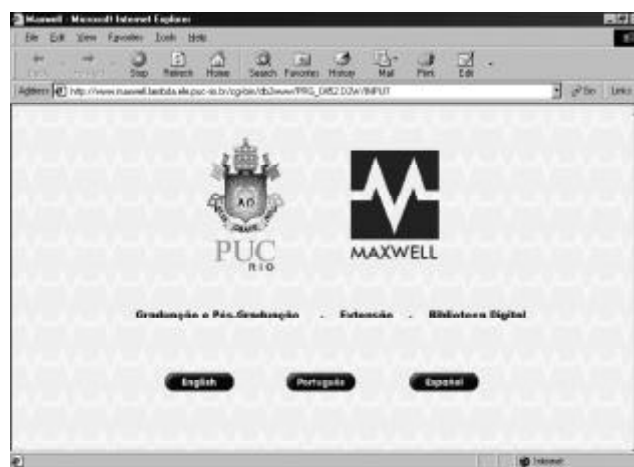 Maxwell - Microsoft Internet Explorer
File Edit View Favorites Tools Help
Stop Refresh Home Search Favorites History Mail Print Edit
Address Go Links
PUC MAXWELL
RIO
Graduação e Pós-Graduação - Extensão - Biblioteca Digital
English Português Español
Internet